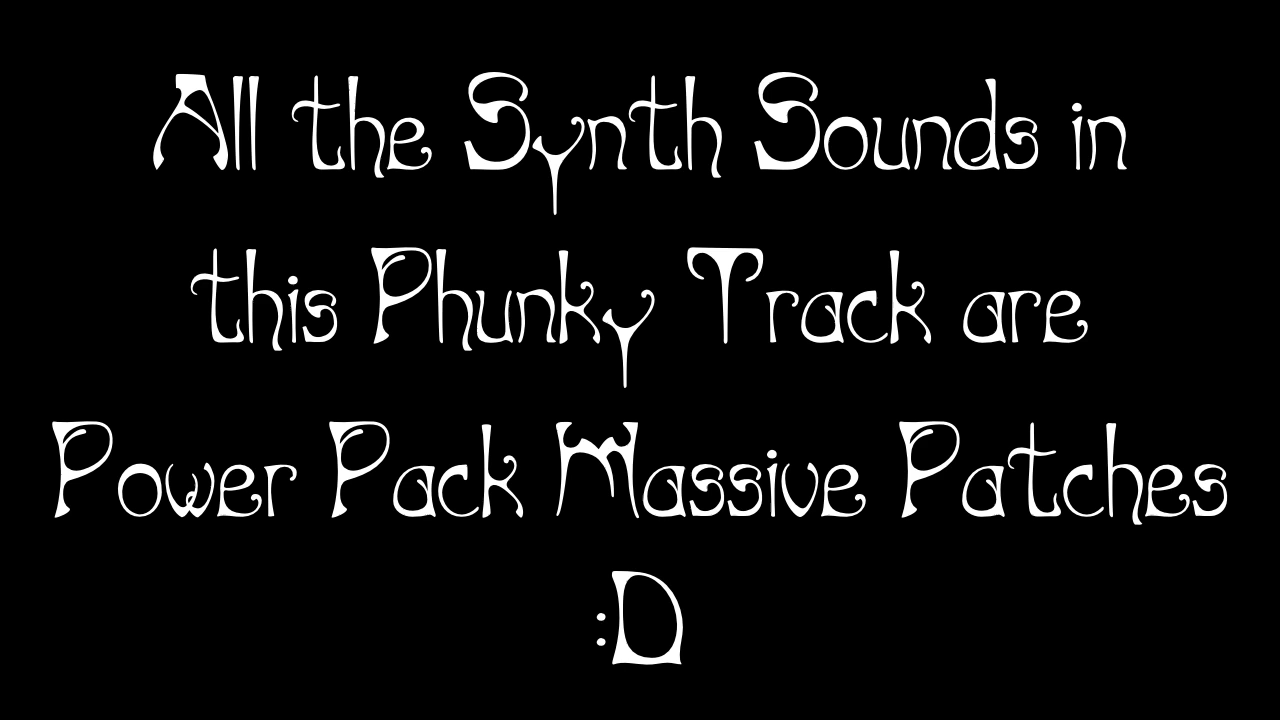 All the Synth Sounds in
this Phunky Track are
Power Pack Massive Patches
:D